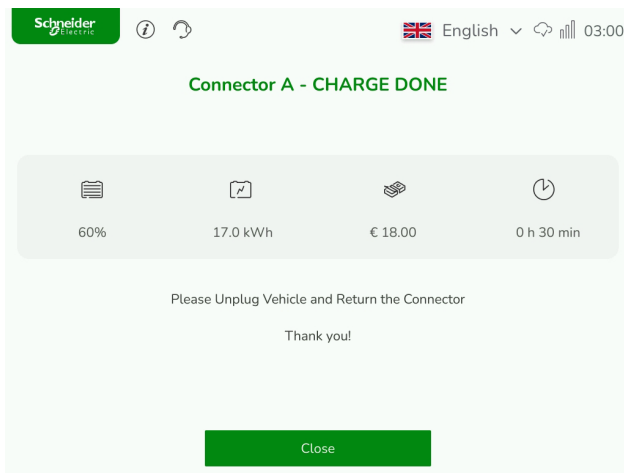 Schneider
Electric
English
03:00
Connector A - CHARGE DONE
60%
17.0 kWh
€ 18.00
0 h 30 min
Please Unplug Vehicle and Return the Connector
Thank you!
Close